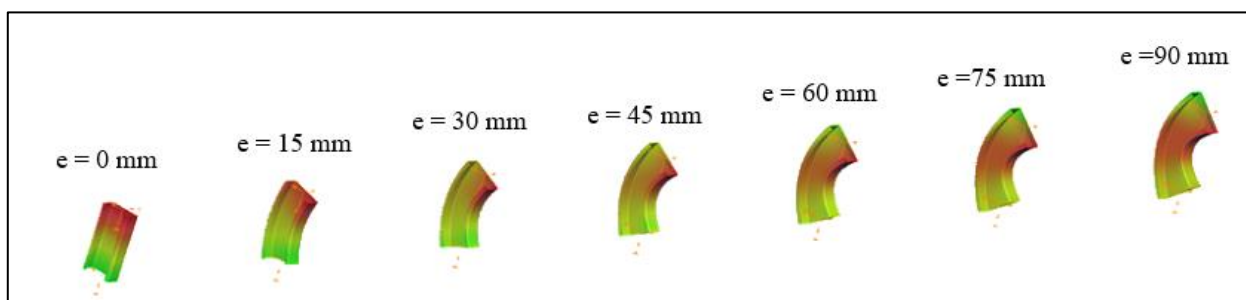 e = 0 mm
e = 15 mm
e = 30 mm
e = 45 mm
e = 60 mm
e =75 mm
e =90 mm